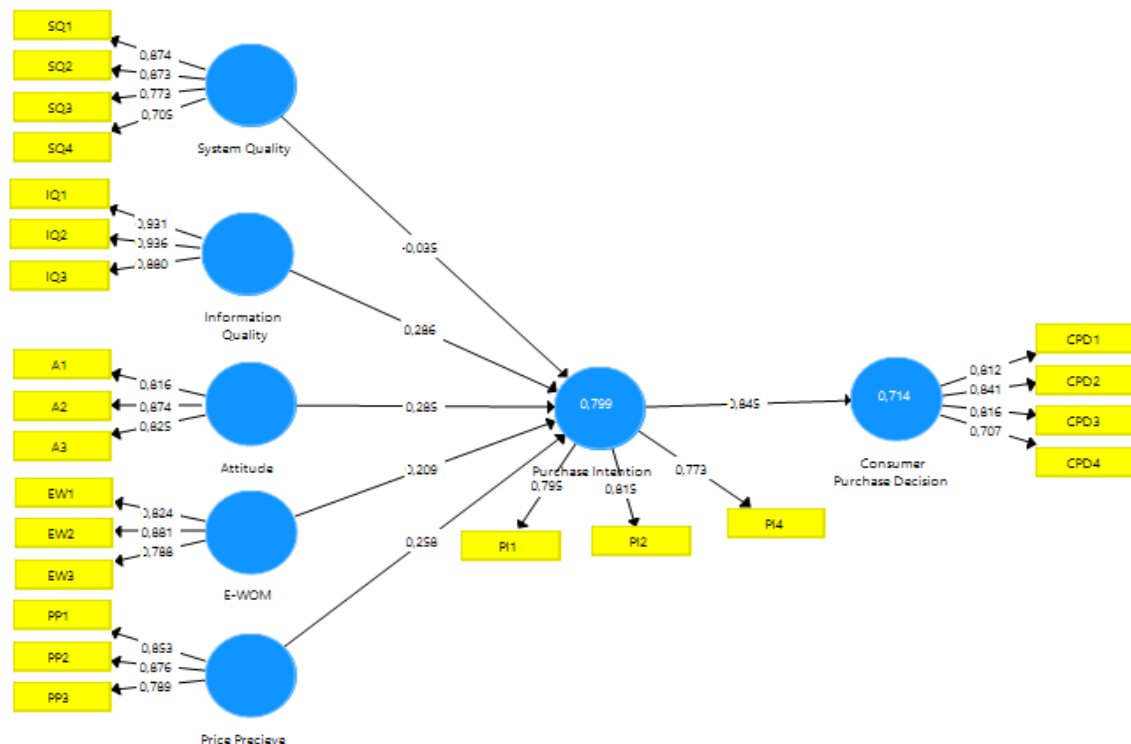 SQ1
0,874
SQ2
0,873
SQ3
0,773
SQ4
0,705
System Quality
IQ1
0,931
IQ2
0,936
IQ3
0,880
Information
Quality
A1
0,816
A2
0,874
A3
0,825
Attitude
EW1
0,824
EW2
0,881
EW3
0,788
E-WOM
PP1
0,853
PP2
0,876
PP3
0,789
Price Precieve
-0,035
0,286
0,285
0,209
0,258
0,799
Purchase Intention
0,795
0,815
0,773
PI1
PI2
PI4
0,845
0,714
Consumer
Purchase Decision
0,812
CPD1
0,841
CPD2
0,816
CPD3
0,707
CPD4